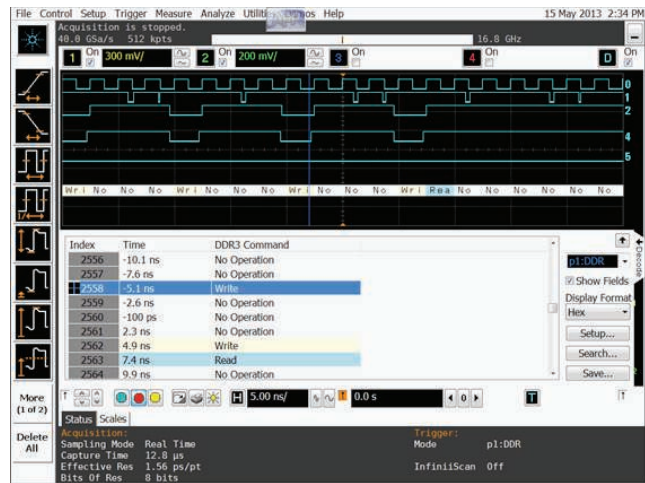 File Control Setup Trigger Measure Analyze Utilities Demos Help 15 May 2013 2:34 PM
Acquisition is stopped.
40.0 GSa/s 512 kpts 16.8 GHz
1 On 300 mV/ 2 On 200 mV/ 3 On 4 On D On
0
1
2
4
5
Wri No No No Wri No No No Wri No No No Wri Rea No No No No No No
Index Time DDR3 Command
2556 -10.1 ns No Operation
2557 -7.6 ns No Operation
2558 -5.1 ns Write
2559 -2.6 ns No Operation
2560 -100 ps No Operation
2561 2.3 ns No Operation
2562 4.9 ns Write
2563 7.4 ns Read
2564 9.9 ns No Operation
Decode
p1:DDR
Show Fields
Display Format
Hex
Setup...
Search...
Save...
More
(1 of 2)
Delete
All
H 5.00 ns/ T 0.0 s 0 T
Status Scales
Acquisition:
Sampling Mode Real Time
Capture Time 12.8 µs
Effective Res 1.56 ps/pt
Bits Of Res 8 bits
Trigger:
Mode p1:DDR
InfiniiScan Off